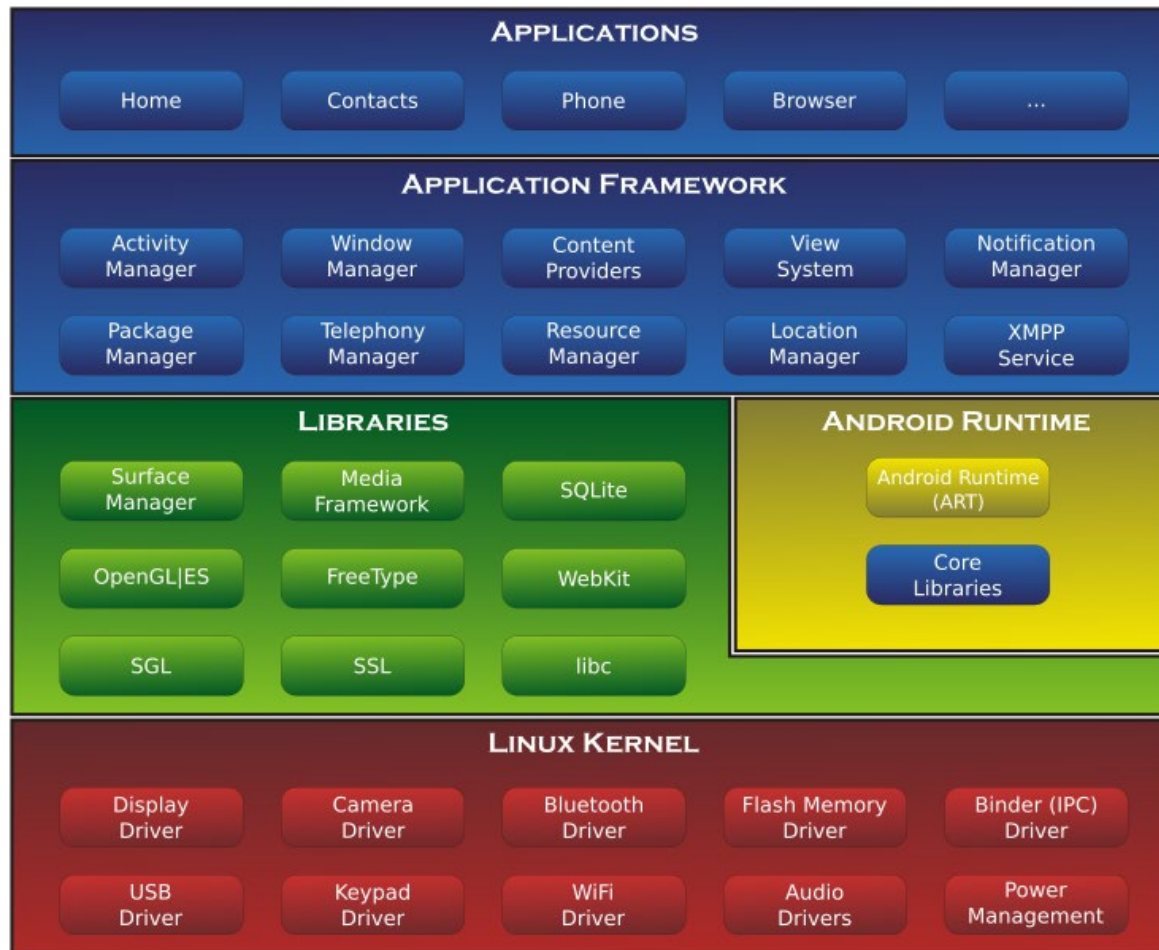 APPLICATIONS
Home
Contacts
Phone
Browser
...
APPLICATION FRAMEWORK
Activity
Manager
Window
Manager
Content
Providers
View
System
Notification
Manager
Package
Manager
Telephony
Manager
Resource
Manager
Location
Manager
XMPP
Service
LIBRARIES
Surface
Manager
Media
Framework
SQLite
OpenGL|ES
FreeType
WebKit
SGL
SSL
libc
ANDROID RUNTIME
Android Runtime
(ART)
Core
Libraries
LINUX KERNEL
Display
Driver
Camera
Driver
Bluetooth
Driver
Flash Memory
Driver
Binder (IPC)
Driver
USB
Driver
Keypad
Driver
WiFi
Driver
Audio
Drivers
Power
Management